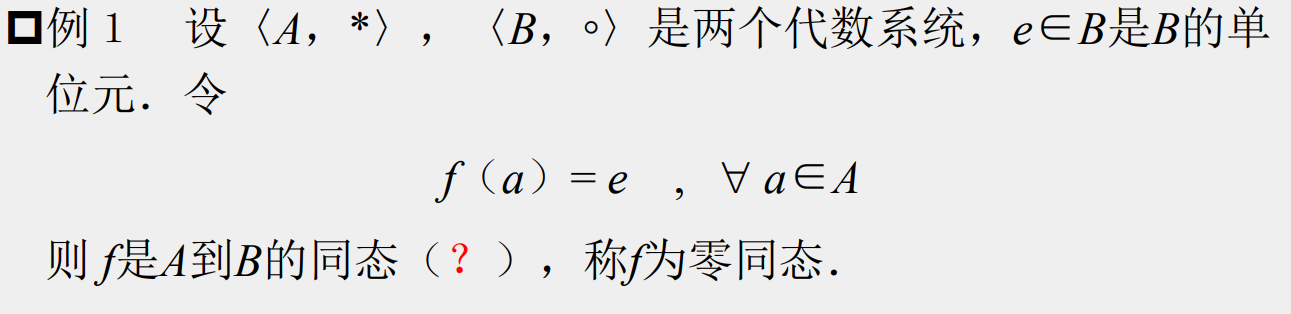 例 1 设〈A，*〉，〈B，∘〉是两个代数系统，e∈B是B的单
位元．令
f（a）= e ，∀ a∈A
则 f是A到B的同态（？），称f为零同态．